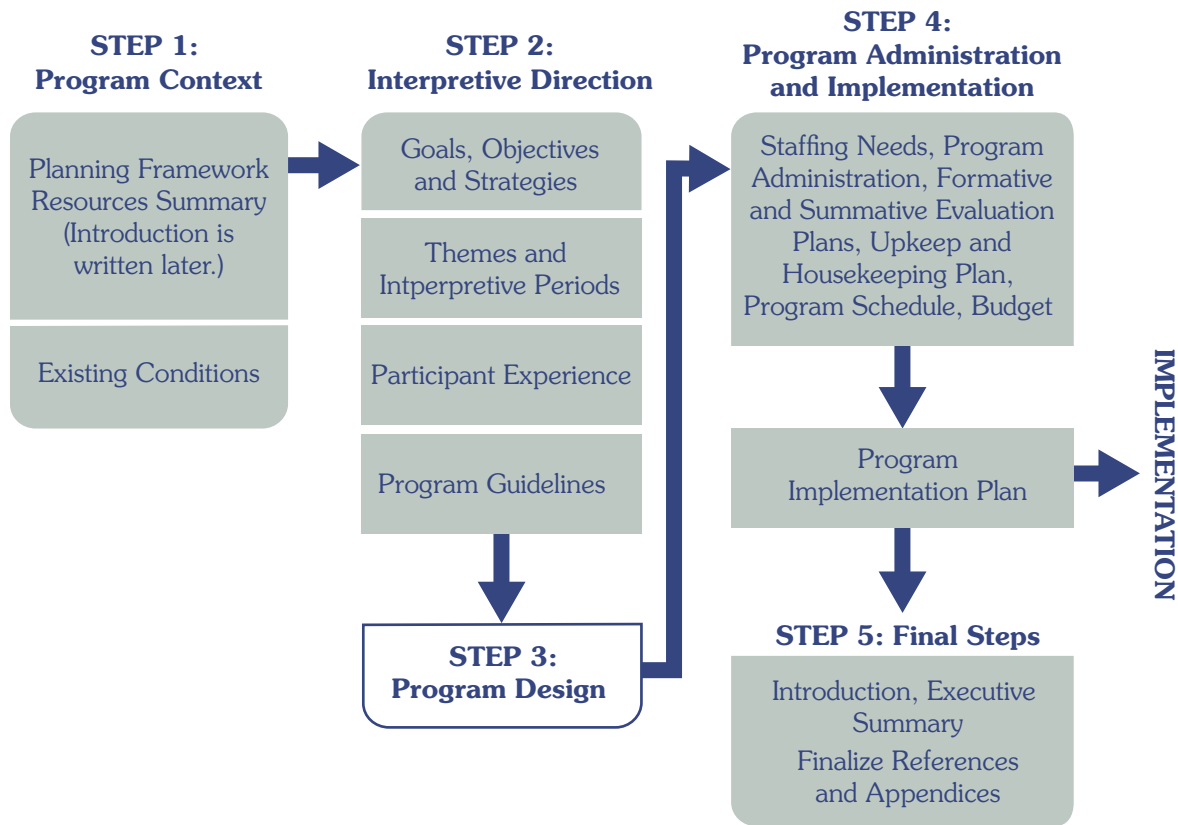 STEP 1:
Program Context
Planning Framework
Resources Summary
(Introduction is
written later.)
Existing Conditions
STEP 2:
Interpretive Direction
Goals, Objectives
and Strategies
Themes and
Intperpretive Periods
Participant Experience
Program Guidelines
STEP 3:
Program Design
STEP 4:
Program Administration
and Implementation
Staffing Needs, Program
Administration, Formative
and Summative Evaluation
Plans, Upkeep and
Housekeeping Plan,
Program Schedule, Budget
Program
Implementation Plan
IMPLEMENTATION
STEP 5: Final Steps
Introduction, Executive
Summary
Finalize References
and Appendices